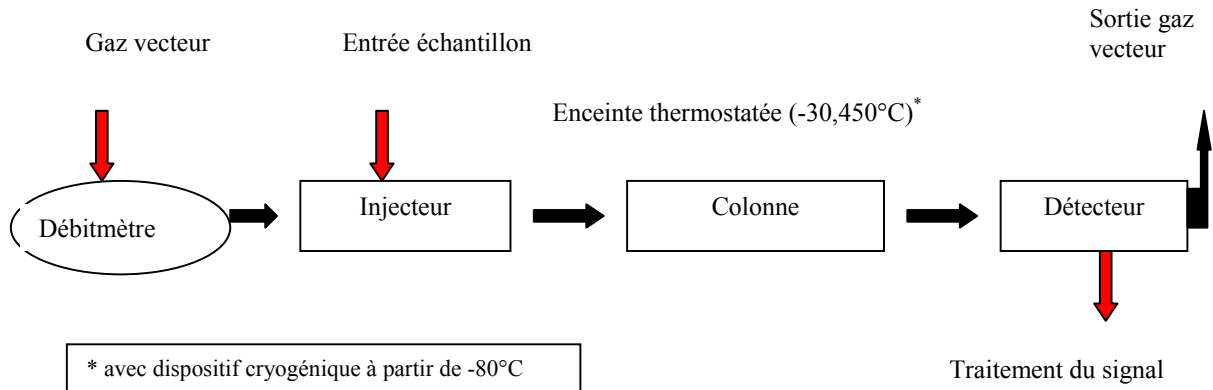 Sortie gaz
vecteur
Gaz vecteur
Entrée échantillon
Enceinte thermostatée (-30,450°C)*
Débitmètre
Injecteur
Colonne
Détecteur
* avec dispositif cryogénique à partir de -80°C
Traitement du signal